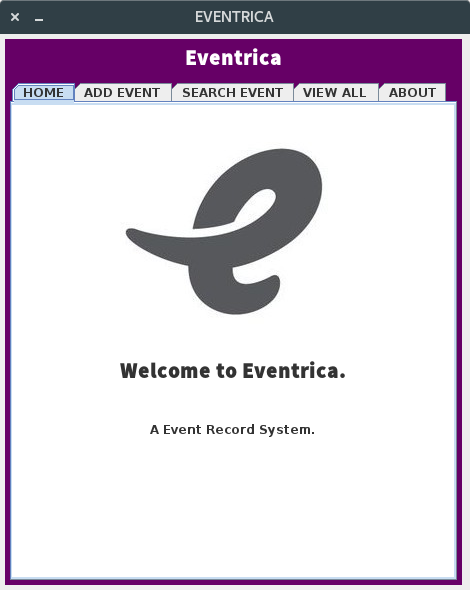 EVENTRICA
Eventrica
HOME ADD EVENT SEARCH EVENT VIEW ALL ABOUT
e
Welcome to Eventrica.
A Event Record System.